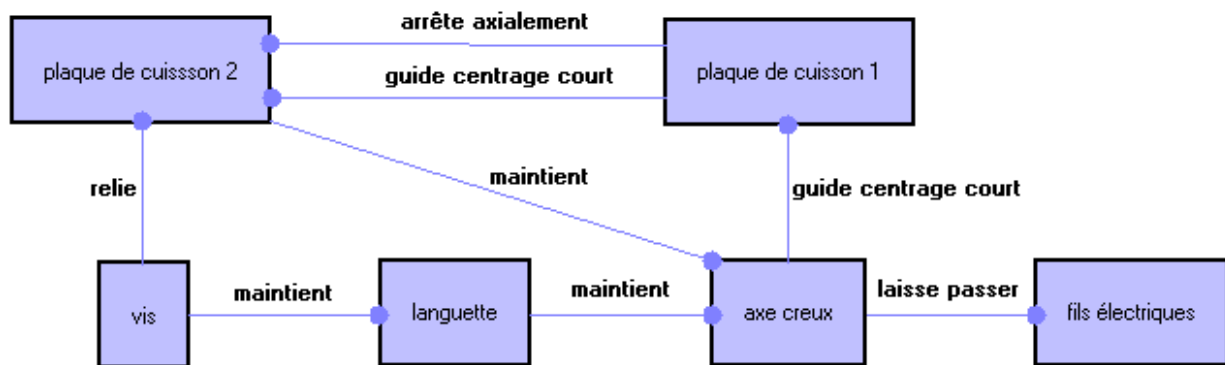 arrête axialement
plaque de cuissson 2
plaque de cuisson 1
guide centrage court
relie
maintient
guide centrage court
maintient
maintient
laisse passer
vis
languette
axe creux
fils électriques